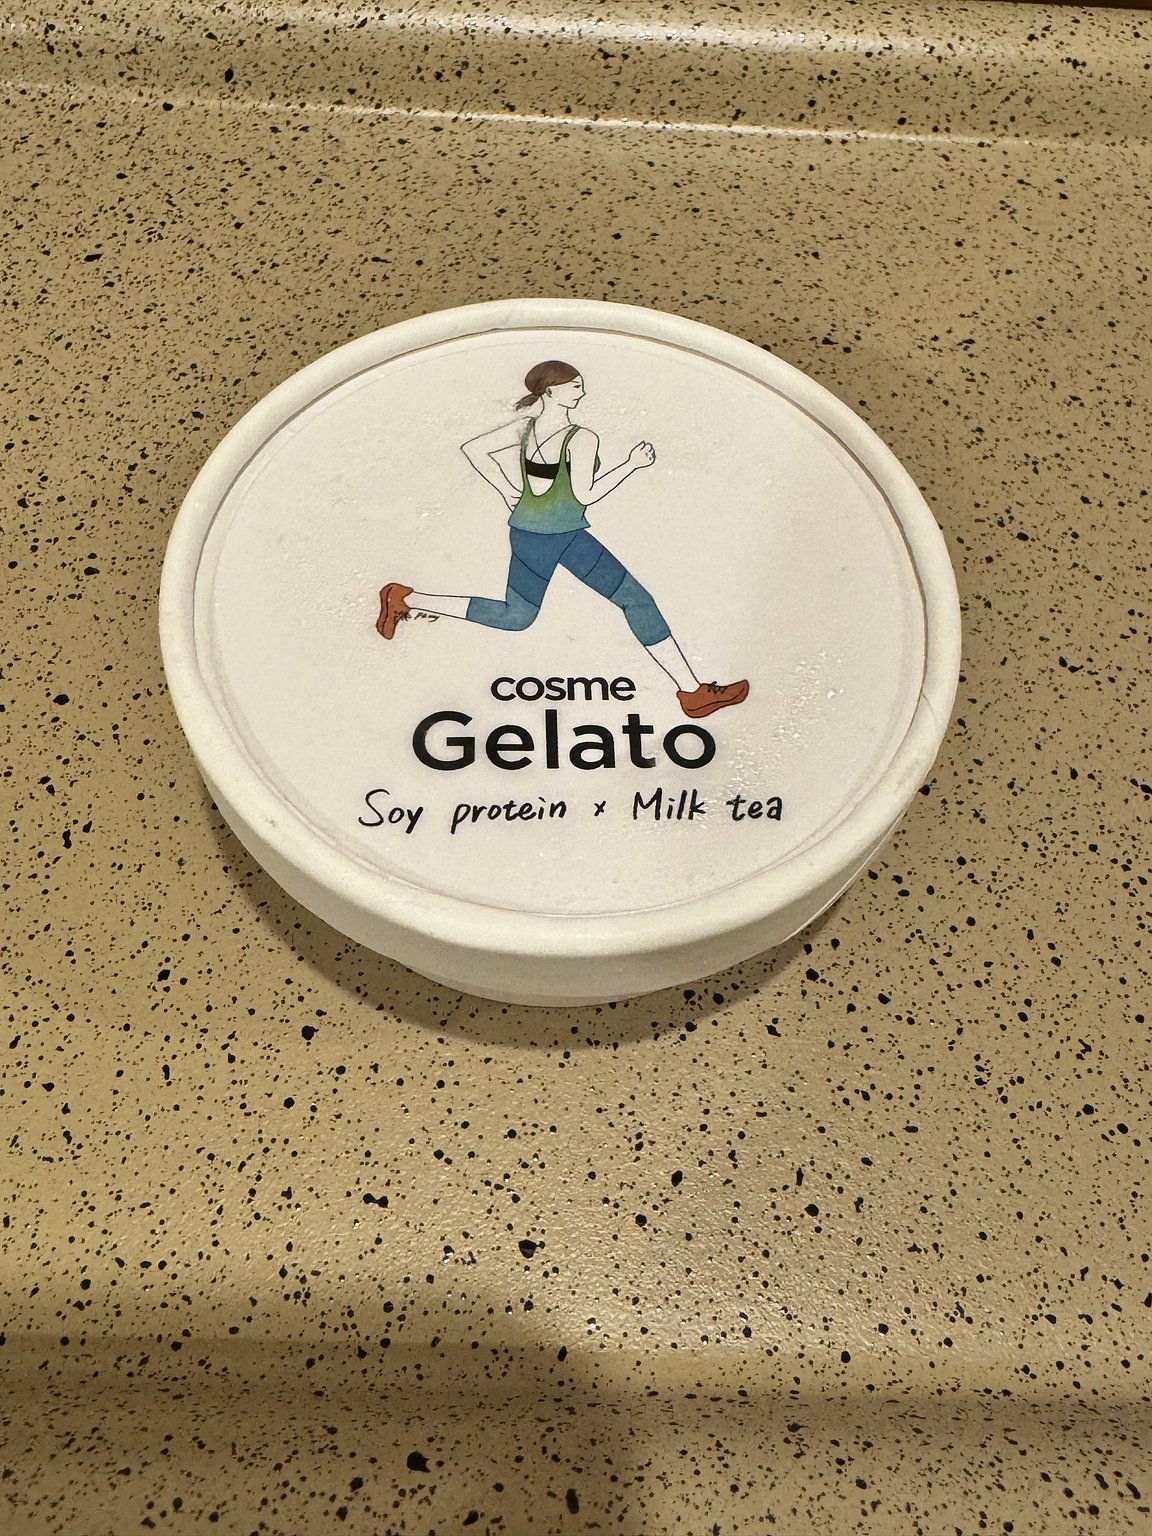 cosme
Gelato
Soy protein × Milk tea